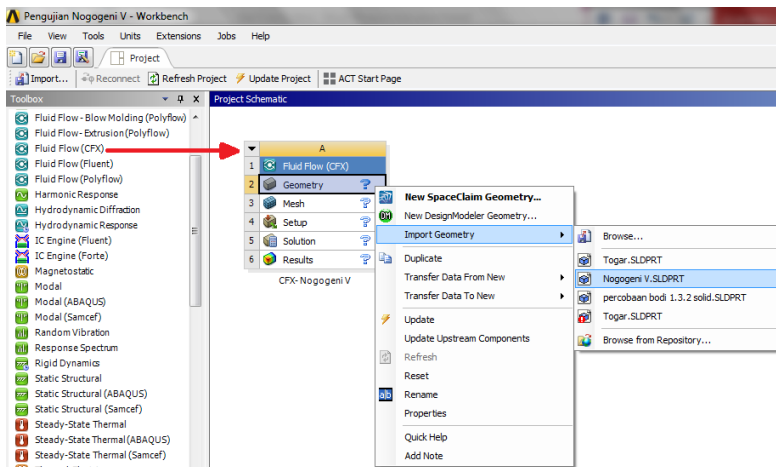 Pengujian Nogogeni V - Workbench
File View Tools Units Extensions Jobs Help
Project
Import... Reconnect Refresh Project Update Project ACT Start Page
Toolbox
Fluid Flow - Blow Molding (Polyflow)
Fluid Flow - Extrusion (Polyflow)
Fluid Flow (CFX)
Fluid Flow (Fluent)
Fluid Flow (Polyflow)
Harmonic Response
Hydrodynamic Diffraction
Hydrodynamic Response
IC Engine (Fluent)
IC Engine (Forte)
Magnetostatic
Modal
Modal (ABAQUS)
Modal (Samcef)
Random Vibration
Response Spectrum
Rigid Dynamics
Static Structural
Static Structural (ABAQUS)
Static Structural (Samcef)
Steady-State Thermal
Steady-State Thermal (ABAQUS)
Steady-State Thermal (Samcef)
Project Schematic
A
1 Fluid Flow (CFX)
2 Geometry ?
3 Mesh ?
4 Setup ?
5 Solution ?
6 Results ?
CFX-Nogogeni V
New SpaceClaim Geometry...
New DesignModeler Geometry...
Import Geometry
Duplicate
Transfer Data From New
Transfer Data To New
Update
Update Upstream Components
Refresh
Reset
Rename
Properties
Quick Help
Add Note
Browse...
Togar.SLDPRT
Nogogeni V.SLDPRT
percobaan bodi 1.3.2 solid.SLDPRT
Togar.SLDPRT
Browse from Repository...